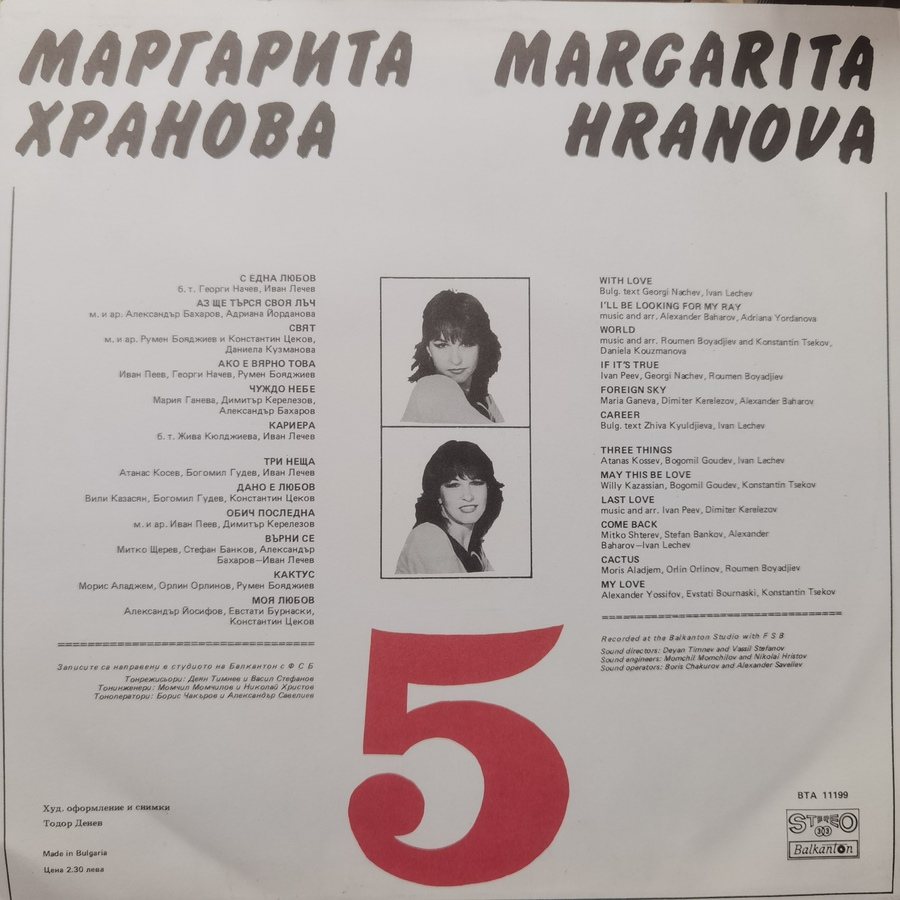 МАРГАРИТА
ХРАНОВА
MARGARITA
HRANOVA
С ЕДНА ЛЮБОВ
б. т. Георги Начев, Иван Лечев
АЗ ЩЕ ТЪРСЯ СВОЯ ЛЪЧ
м. и ар. Александър Бахаров, Адриана Йорданова
СВЯТ
м. и ар. Румен Бояджиев и Константин Цеков,
Даниела Кузманова
АКО Е ВЯРНО ТОВА
Иван Пеев, Георги Начев, Румен Бояджиев
ЧУЖДО НЕБЕ
Мария Ганева, Димитър Керелезов,
Александър Бахаров
КАРИЕРА
б. т. Жива Кюлджиева, Иван Лечев
ТРИ НЕЩА
Атанас Косев, Богомил Гудев, Иван Лечев
ДАНО Е ЛЮБОВ
Вили Казасян, Богомил Гудев, Константин Цеков
ОБИЧ ПОСЛЕДНА
м. и ар. Иван Пеев, Димитър Керелезов
ВЪРНИ СЕ
Митко Щерев, Стефан Банков, Александър
Бахаров—Иван Лечев
КАКТУС
Морис Аладжем, Орлин Орлинов, Румен Бояджиев
МОЯ ЛЮБОВ
Александър Йосифов, Евстати Бурнаски,
Константин Цеков
Записите са направени в студиото на Балкантон с Ф С Б
Тонрежисьори: Деян Тимнев и Васил Стефанов
Тонинженери: Момчил Момчилов и Николай Христов
Тоноператори: Борис Чакъров и Александър Савелиев
WITH LOVE
Bulg. text Georgi Nachev, Ivan Lechev
I'LL BE LOOKING FOR MY RAY
music and arr. Alexander Baharov, Adriana Yordanova
WORLD
music and arr. Roumen Boyadjiev and Konstantin Tsekov,
Daniela Kouzmanova
IF IT'S TRUE
Ivan Peev, Georgi Nachev, Roumen Boyadjiev
FOREIGN SKY
Maria Ganeva, Dimiter Kerelezov, Alexander Baharov
CAREER
Bulg. text Zhiva Kyuldjieva, Ivan Lechev
THREE THINGS
Atanas Kossev, Bogomil Goudev, Ivan Lechev
MAY THIS BE LOVE
Willy Kazassian, Bogomil Goudev, Konstantin Tsekov
LAST LOVE
music and arr. Ivan Peev, Dimiter Kerelezov
COME BACK
Mitko Shterev, Stefan Bankov, Alexander
Baharov—Ivan Lechev
CACTUS
Moris Aladjem, Orlin Orlinov, Roumen Boyadjiev
MY LOVE
Alexander Yossifov, Evstati Bournaski, Konstantin Tsekov
Recorded at the Balkanton Studio with F S B
Sound directors: Deyan Timnev and Vassil Stefanov
Sound engineers: Momchil Momchilov and Nikolai Hristov
Sound operators: Boris Chakurov and Alexander Saveliev
5
Худ. оформление и снимки
Тодор Денев
Made in Bulgaria
Цена 2.30 лева
ВТА 11199
STEREO
33
Balkanton